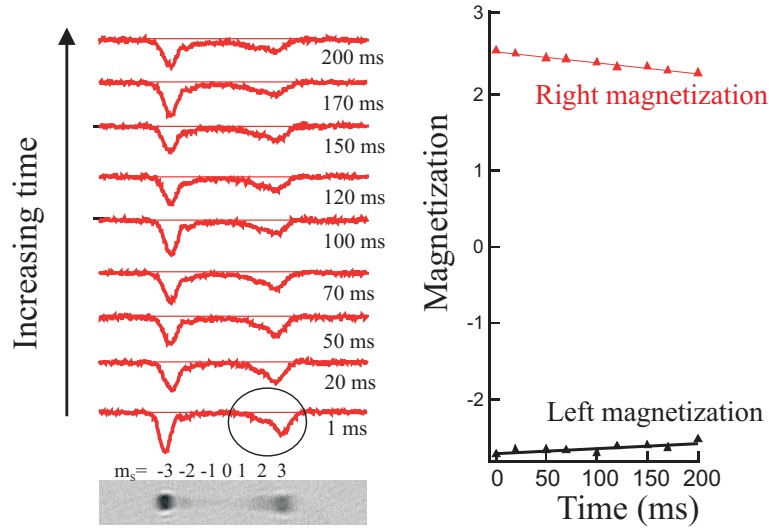 Increasing time
200 ms
170 ms
150 ms
120 ms
100 ms
70 ms
50 ms
20 ms
1 ms
ms= -3 -2 -1 0 1 2 3
Magnetization
3
2
1
0
-1
-2
Right magnetization
Left magnetization
0 50 100 150 200
Time (ms)